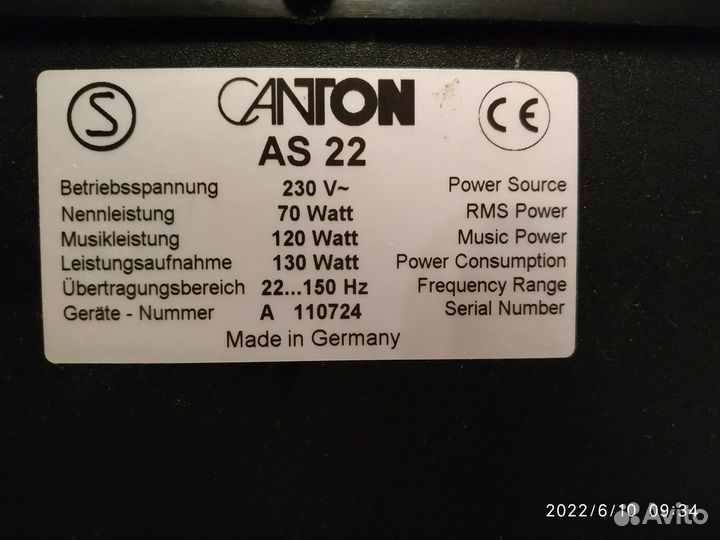 S CANTON CE
AS 22
Betriebsspannung 230 V~ Power Source
Nennleistung 70 Watt RMS Power
Musikleistung 120 Watt Music Power
Leistungsaufnahme 130 Watt Power Consumption
Übertragungsbereich 22...150 Hz Frequency Range
Geräte - Nummer A 110724 Serial Number
Made in Germany
2022/6/10 09:34
Avito